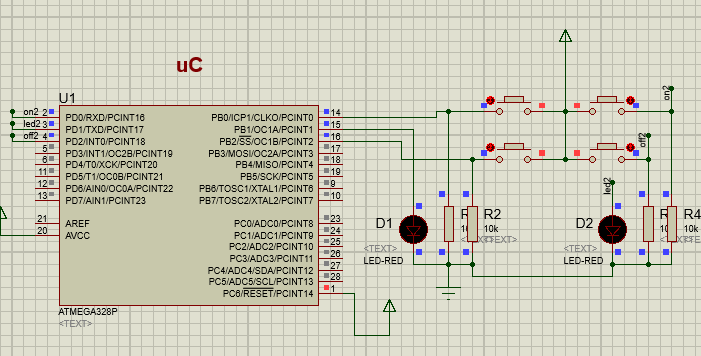 uC
U1
on2 2 PD0/RXD/PCINT16 PB0/ICP1/CLKO/PCINT0 14
led2 3 PD1/TXD/PCINT17 PB1/OC1A/PCINT1 15
off2 4 PD2/INT0/PCINT18 PB2/SS/OC1B/PCINT2 16
5 PD3/INT1/OC2B/PCINT19 PB3/MOSI/OC2A/PCINT3 17
6 PD4/T0/XCK/PCINT20 PB4/MISO/PCINT4 18
11 PD5/T1/OC0B/PCINT21 PB5/SCK/PCINT5 19
12 PD6/AIN0/OC0A/PCINT22 PB6/TOSC1/XTAL1/PCINT6 9
13 PD7/AIN1/PCINT23 PB7/TOSC2/XTAL2/PCINT7 10
21 AREF PC0/ADC0/PCINT8 23
20 AVCC PC1/ADC1/PCINT9 24
PC2/ADC2/PCINT10 25
PC3/ADC3/PCINT11 26
PC4/ADC4/SDA/PCINT12 27
PC5/ADC5/SCL/PCINT13 28
PC6/RESET/PCINT14 1
ATMEGA328P
<TEXT>
on2
off2
led2
D1
<TEXT>
LED-RED
R2
10k
<TEXT>
D2
<TEXT>
LED-RED
R4
10k